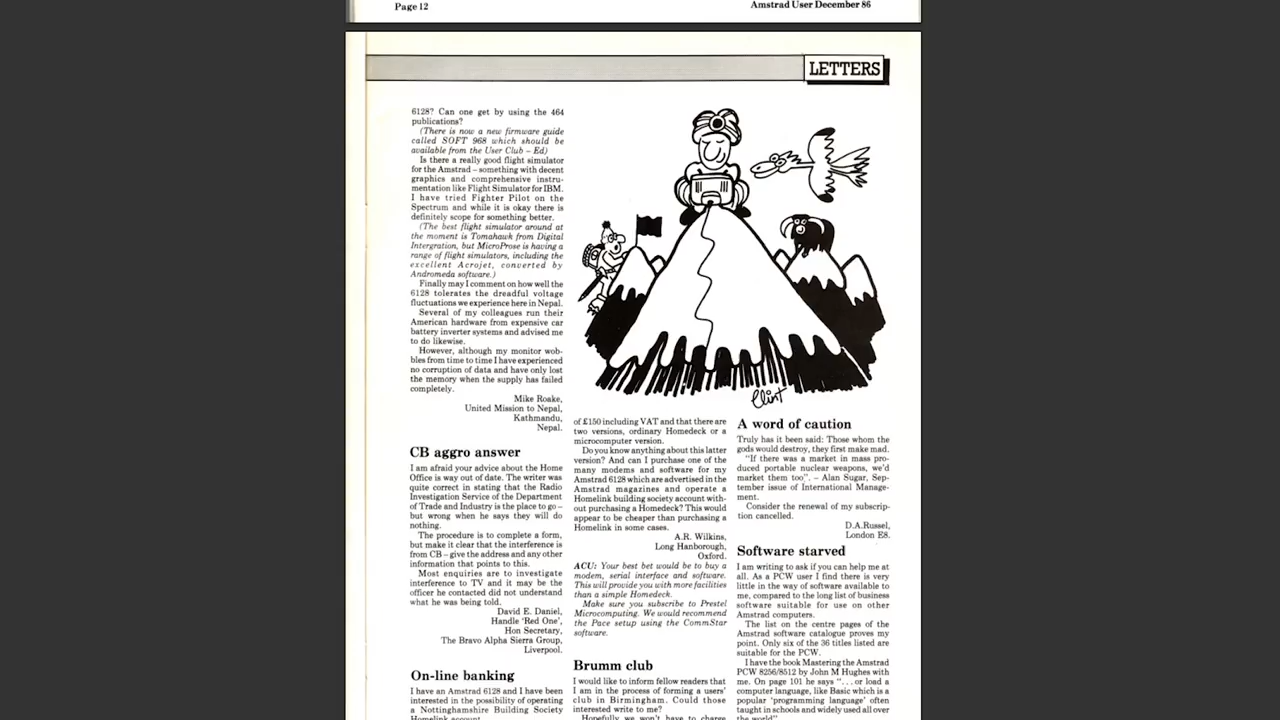 Page 12
Amstrad User December 86
LETTERS
6128? Can one get by using the 464
publications?
(There is now a new firmware guide
called SOFT 968 which should be
available from the User Club – Ed)
Is there a really good flight simulator
for the Amstrad – something with decent
graphics and comprehensive instru-
mentation like Flight Simulator for IBM.
I have tried Fighter Pilot on the
Spectrum and while it is okay there is
definitely scope for something better.
(The best flight simulator around at
the moment is Tomahawk from Digital
Intergration, but MicroProse is having a
range of flight simulators, including the
excellent Acrojet, converted by
Andromeda software.)
Finally may I comment on how well the
6128 tolerates the dreadful voltage
fluctuations we experience here in Nepal.
Several of my colleagues run their
American hardware from expensive car
battery inverter systems and advised me
to do likewise.
However, although my monitor wob-
bles from time to time I have experienced
no corruption of data and have only lost
the memory when the supply has failed
completely.
Mike Roake,
United Mission to Nepal,
Kathmandu,
Nepal.
CB aggro answer
I am afraid your advice about the Home
Office is way out of date. The writer was
quite correct in stating that the Radio
Investigation Service of the Department
of Trade and Industry is the place to go –
but wrong when he says they will do
nothing.
The procedure is to complete a form,
but make it clear that the interference is
from CB – give the address and any other
information that points to this.
Most enquiries are to investigate
interference to TV and it may be the
officer he contacted did not understand
what he was being told.
David E. Daniel,
Handle 'Red One',
Hon Secretary,
The Bravo Alpha Sierra Group,
Liverpool.
On-line banking
I have an Amstrad 6128 and I have been
interested in the possibility of operating
a Nottinghamshire Building Society
Homelink account.
Clint
of £150 including VAT and that there are
two versions, ordinary Homedeck or a
microcomputer version.
Do you know anything about this latter
version? And can I purchase one of the
many modems and software for my
Amstrad 6128 which are advertised in the
Amstrad magazines and operate a
Homelink building society account with-
out purchasing a Homedeck? This would
appear to be cheaper than purchasing a
Homelink in some cases.
A.R. Wilkins,
Long Hanborough,
Oxford.
ACU: Your best bet would be to buy a
modem, serial interface and software.
This will provide you with more facilities
than a simple Homedeck.
Make sure you subscribe to Prestel
Microcomputing. We would recommend
the Pace setup using the CommStar
software.
Brumm club
I would like to inform fellow readers that
I am in the process of forming a users'
club in Birmingham. Could those
interested write to me?
Hopefully we won't have to charge
A word of caution
Truly has it been said: Those whom the
gods would destroy, they first make mad.
"If there was a market in mass pro-
duced portable nuclear weapons, we'd
market them too". – Alan Sugar, Sep-
tember issue of International Manage-
ment.
Consider the renewal of my subscrip-
tion cancelled.
D.A.Russel,
London E8.
Software starved
I am writing to ask if you can help me at
all. As a PCW user I find there is very
little in the way of software available to
me, compared to the long list of business
software suitable for use on other
Amstrad computers.
The list on the centre pages of the
Amstrad software catalogue proves my
point. Only six of the 36 titles listed are
suitable for the PCW.
I have the book Mastering the Amstrad
PCW 8256/8512 by John M Hughes with
me. On page 101 he says "...or load a
computer language, like Basic which is a
popular 'programming language' often
taught in schools and widely used all over
the world"